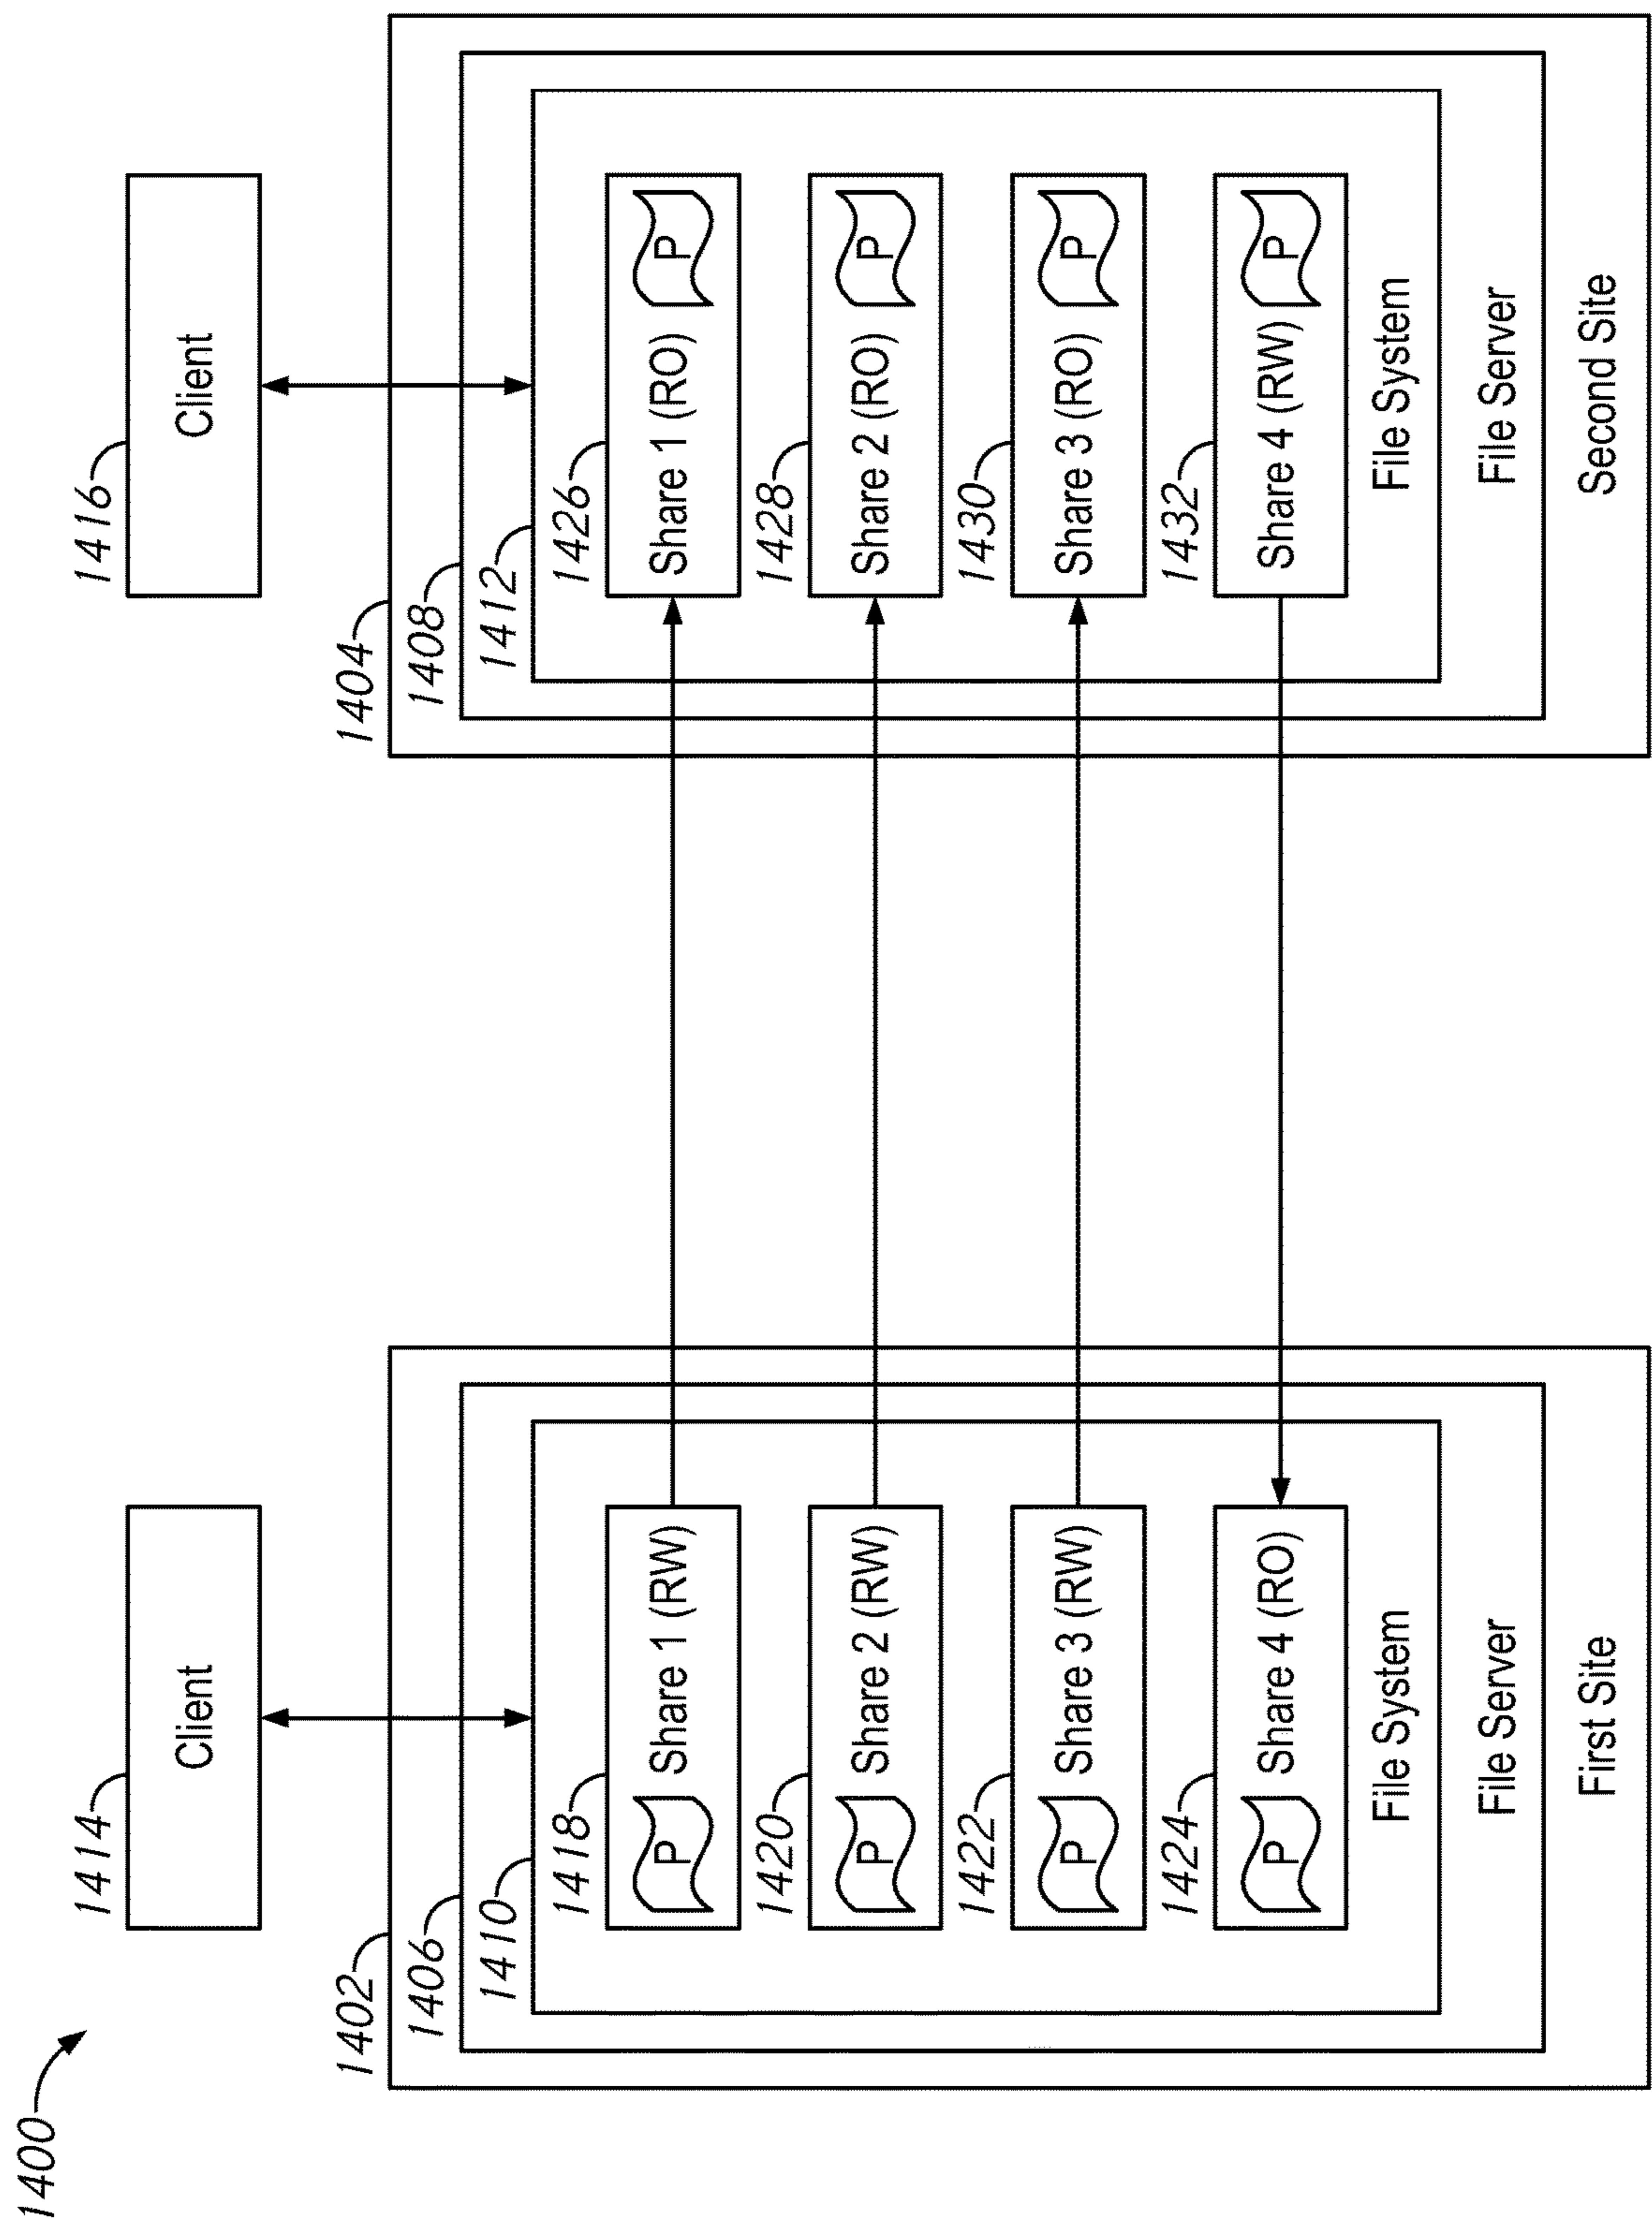 1400
1414
Client
1416
Client
1402
1406
1410
1418
P Share 1 (RW)
1420
P Share 2 (RW)
1422
P Share 3 (RW)
1424
P Share 4 (RO)
File System
File Server
First Site
1404
1408
1412
1426
Share 1 (RO) P
1428
Share 2 (RO) P
1430
Share 3 (RO) P
1432
Share 4 (RW) P
File System
File Server
Second Site